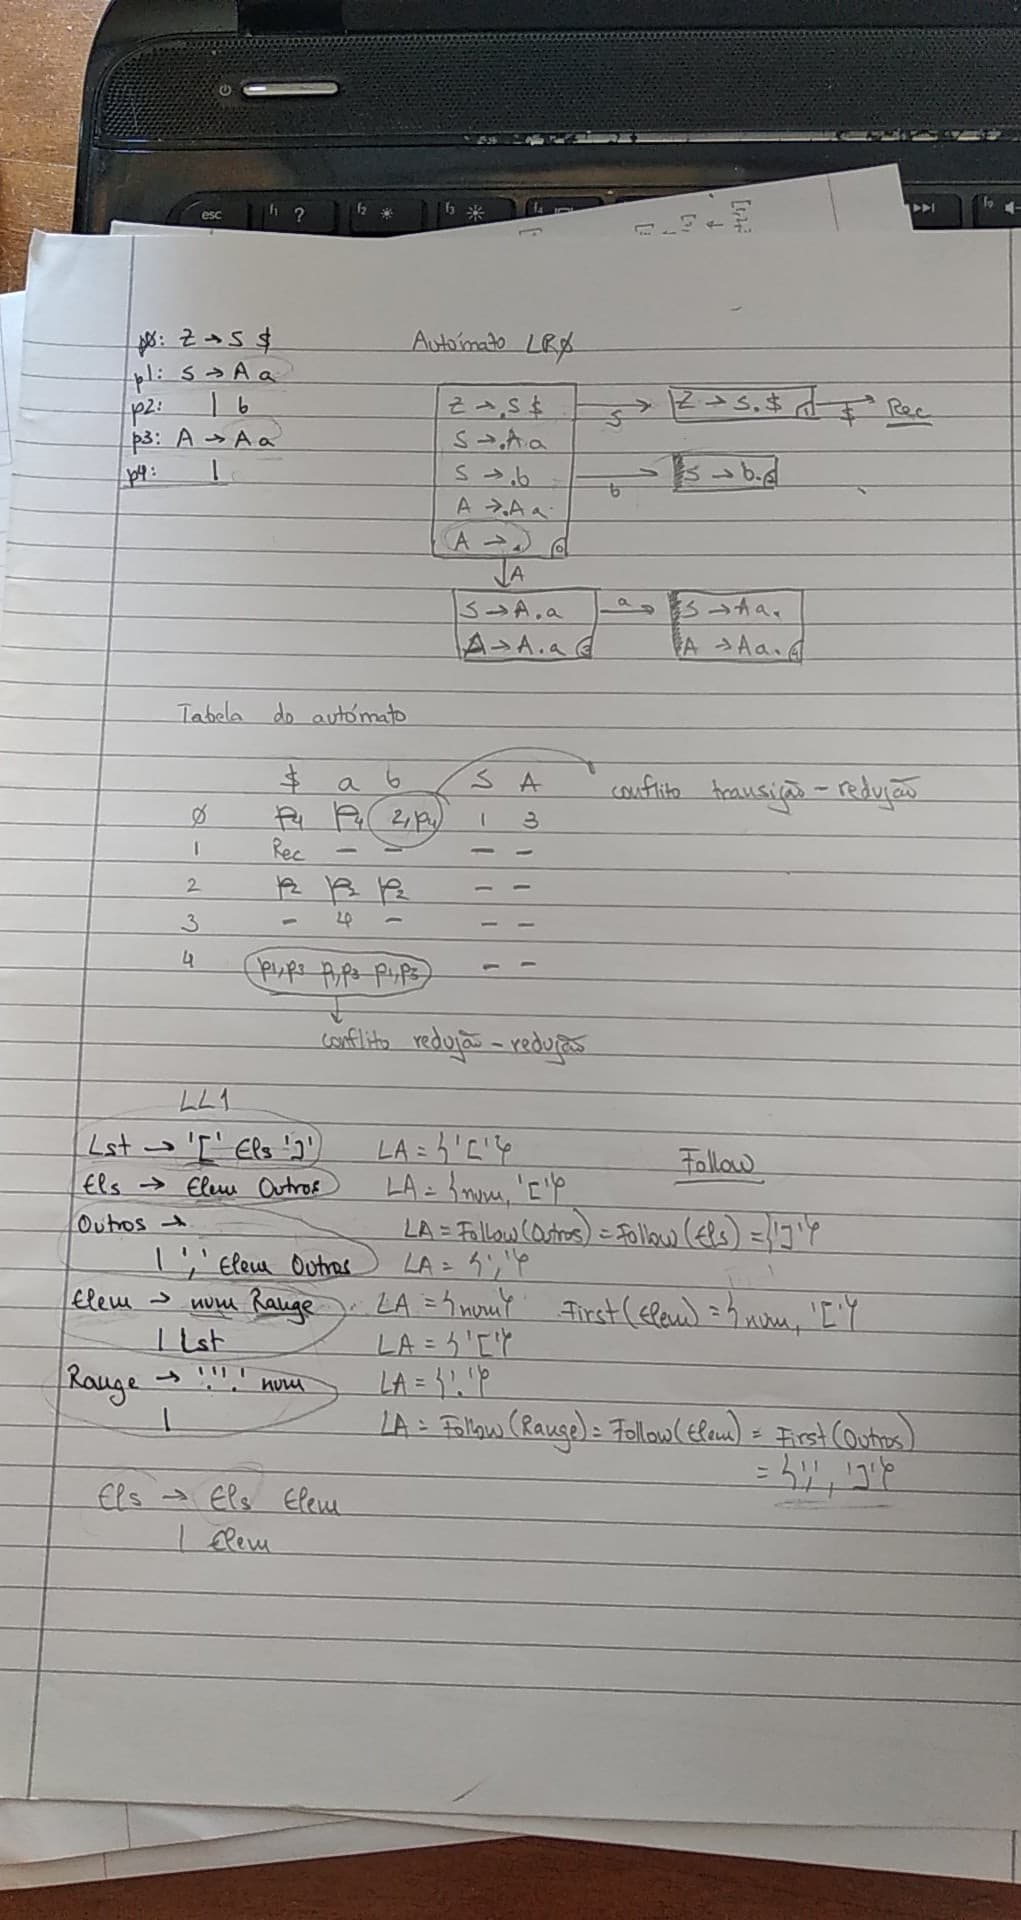 esc f1 ? f2 f3 f4 f9
p0: Z → S $
p1: S → A a
p2: | b
p3: A → A a
p4: |
Autómato LR0
Z → .S $
S → .A a
S → .b
A → .A a
A → . 0
S
Z → S.$ 1
$
Rec
b
S → b. 2
A
S → A.a
A → A.a 3
a
S → A a.
A → A a. 4
Tabela do autómato
$ a b S A
0 P4 P4 2,P4 1 3
1 Rec - - - -
2 P2 P2 P2 - -
3 - 4 - - -
4 P1,P3 P1,P3 P1,P3 - -
conflito transição - redução
conflito redução - redução
LL1
Follow
Lst → '[' Els ']' LA = {'['}
Els → Elem Outros LA = {num, '['}
Outros → LA = Follow(Outros) = Follow(Els) = {']'}
| ',' Elem Outros LA = {','}
Elem → num Range LA = {num} First(Elem) = {num, '['}
| Lst LA = {'['}
Range → ':' num LA = {':'}
| LA = Follow(Range) = Follow(Elem) = First(Outros)
= {',', ']'}
Els → Els Elem
| Elem